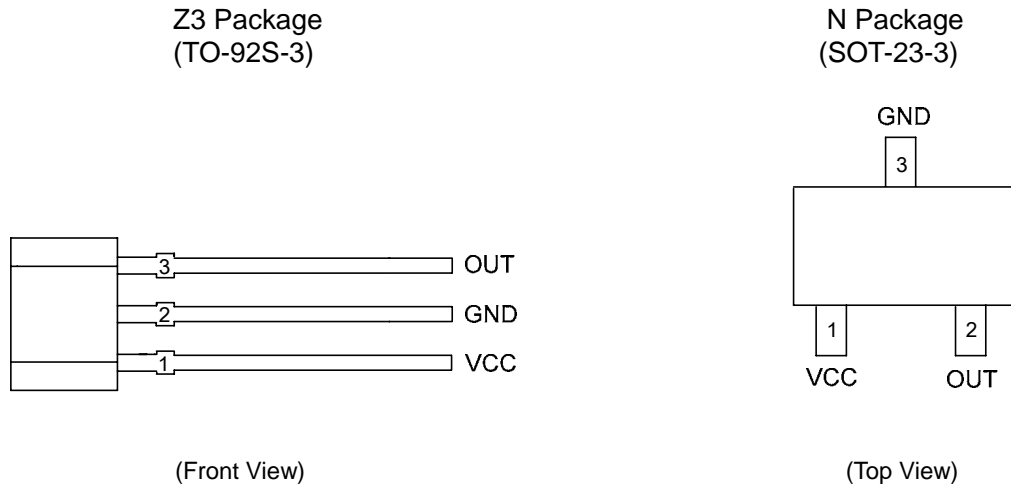 Z3 Package
(TO-92S-3)
3 OUT
2 GND
1 VCC
(Front View)
N Package
(SOT-23-3)
GND
3
1 2
VCC OUT
(Top View)